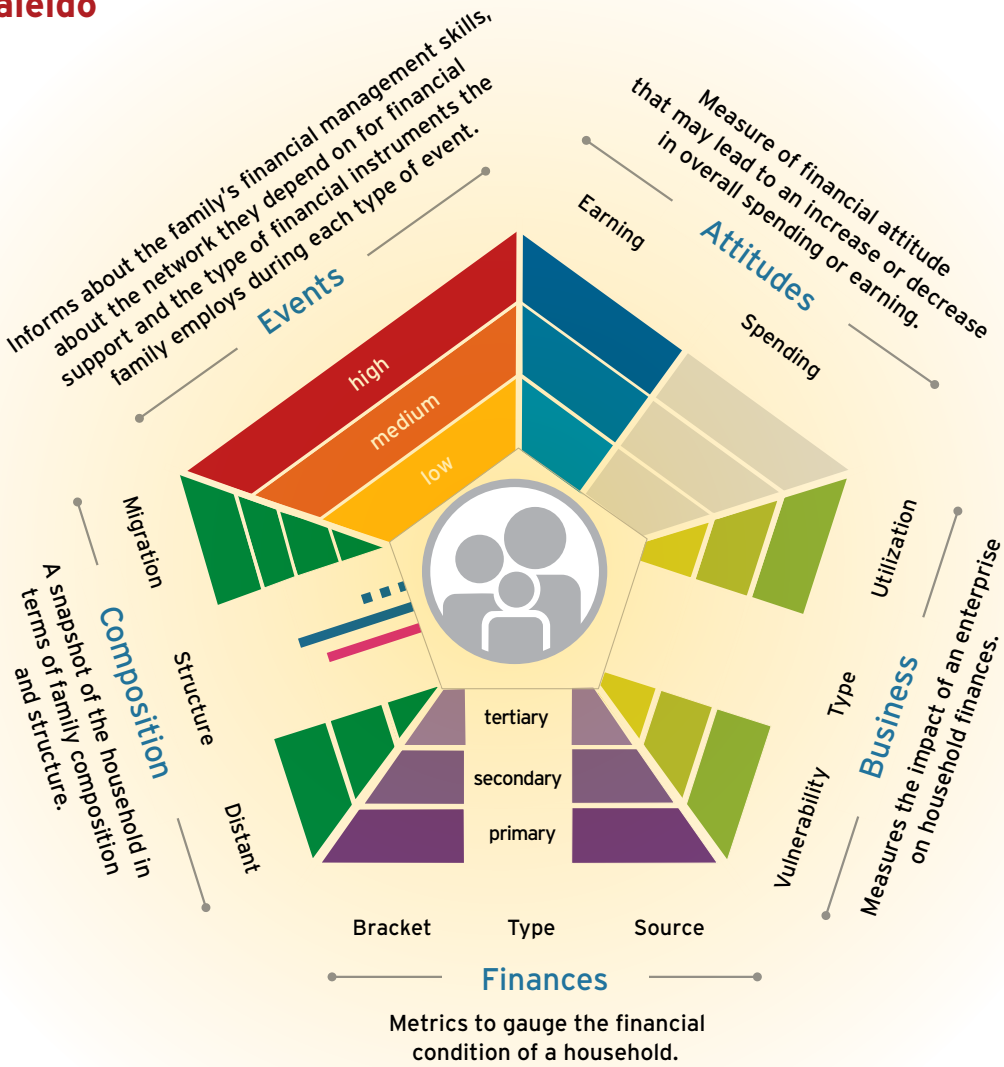 aleido
Informs about the family's financial management skills,
about the network they depend on for financial
support and the type of financial instruments the
family employs during each type of event.
Events
Measure of financial attitude
that may lead to an increase or decrease
in overall spending or earning.
Attitudes
Earning
Spending
high
medium
low
Migration
Structure
Distant
Composition
A snapshot of the household in
terms of family composition
and structure.
Utilization
Type
Vulnerability
Business
Measures the impact of an enterprise
on household finances.
tertiary
secondary
primary
Bracket Type Source
Finances
Metrics to gauge the financial
condition of a household.